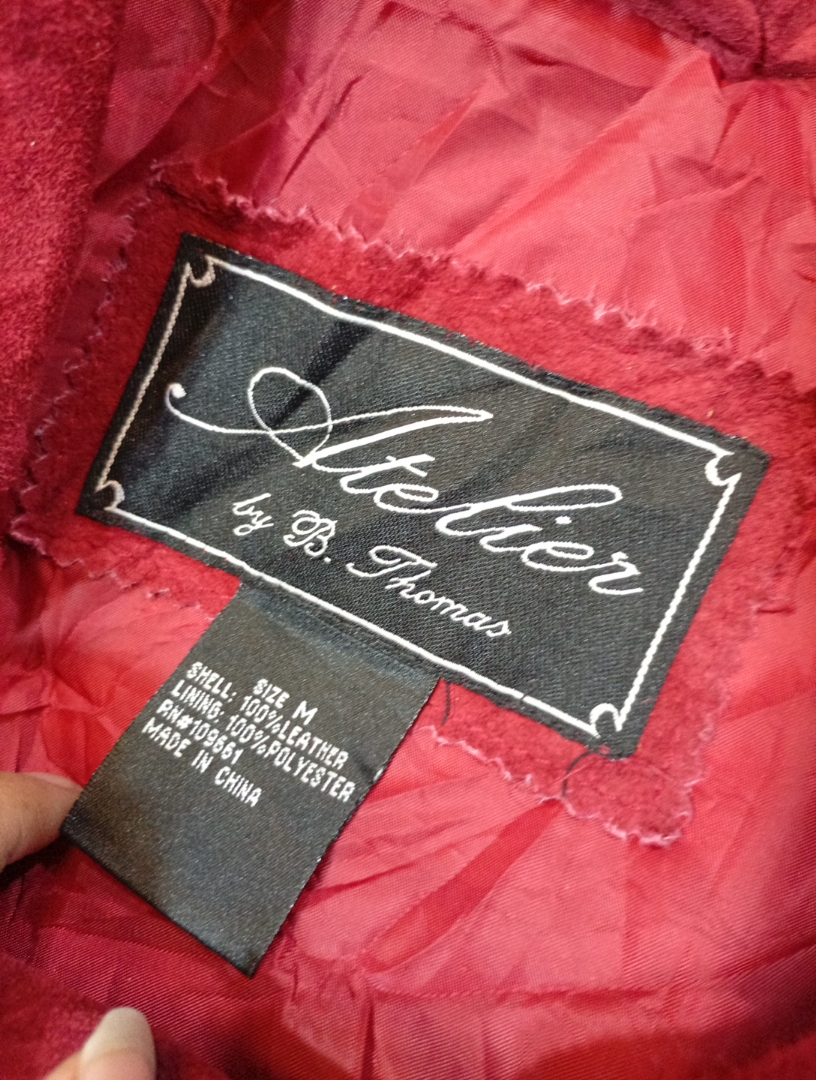 Atelier
by B. Thomas
SIZE M
SHELL: 100%LEATHER
LINING: 100%POLYESTER
RN#109661
MADE IN CHINA